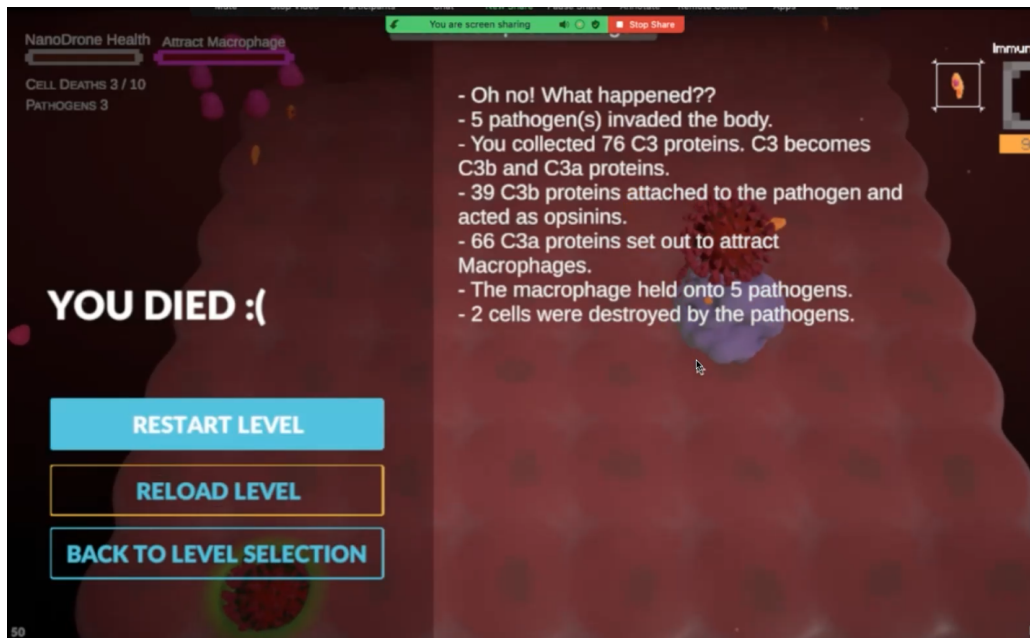 You are screen sharing
Stop Share
NanoDrone Health
Attract Macrophage
CELL DEATHS 3 / 10
PATHOGENS 3
Immun
- Oh no! What happened??
- 5 pathogen(s) invaded the body.
- You collected 76 C3 proteins. C3 becomes
C3b and C3a proteins.
- 39 C3b proteins attached to the pathogen and
acted as opsinins.
- 66 C3a proteins set out to attract
Macrophages.
- The macrophage held onto 5 pathogens.
- 2 cells were destroyed by the pathogens.
YOU DIED :(
RESTART LEVEL
RELOAD LEVEL
BACK TO LEVEL SELECTION
50